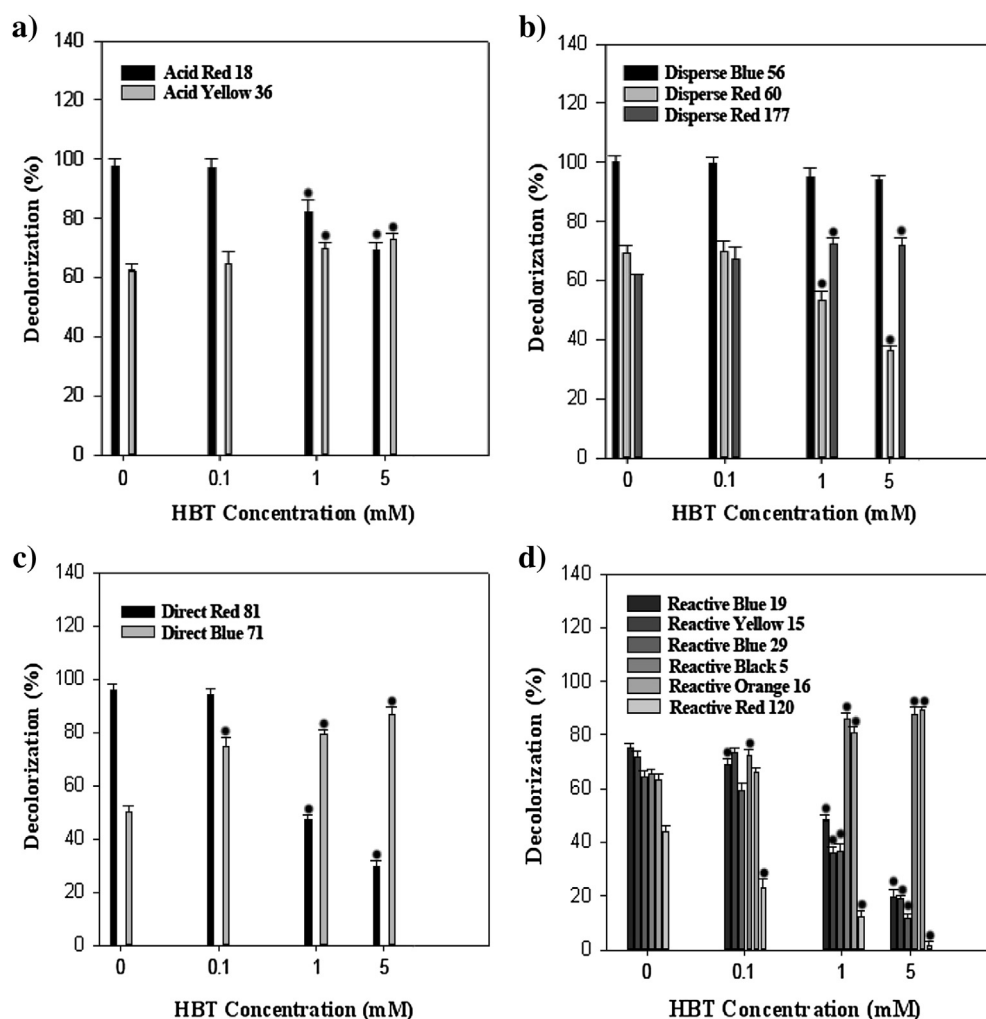 a)
140
120
100
80
60
40
20
0
Decolorization (%)
Acid Red 18
Acid Yellow 36
0 0.1 1 5
HBT Concentration (mM)
b)
140
120
100
80
60
40
20
0
Decolorization (%)
Disperse Blue 56
Disperse Red 60
Disperse Red 177
0 0.1 1 5
HBT Concentration (mM)
c)
140
120
100
80
60
40
20
0
Decolorization (%)
Direct Red 81
Direct Blue 71
0 0.1 1 5
HBT Concentration (mM)
d)
140
120
100
80
60
40
20
0
Decolorization (%)
Reactive Blue 19
Reactive Yellow 15
Reactive Blue 29
Reactive Black 5
Reactive Orange 16
Reactive Red 120
0 0.1 1 5
HBT Concentration (mM)